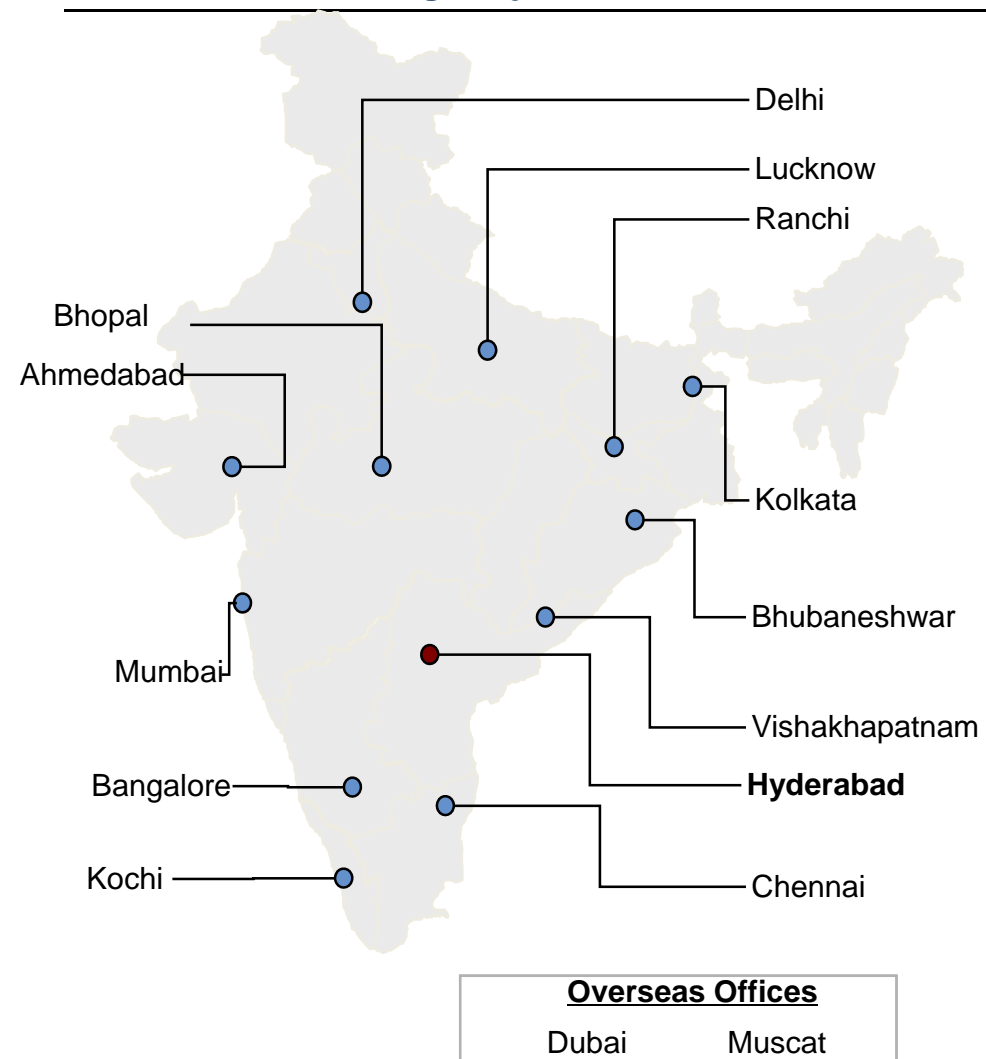 Delhi
Lucknow
Ranchi
Bhopal
Ahmedabad
Kolkata
Bhubaneshwar
Mumbai
Vishakhapatnam
Bangalore
Hyderabad
Kochi
Chennai
Overseas Offices
Dubai Muscat